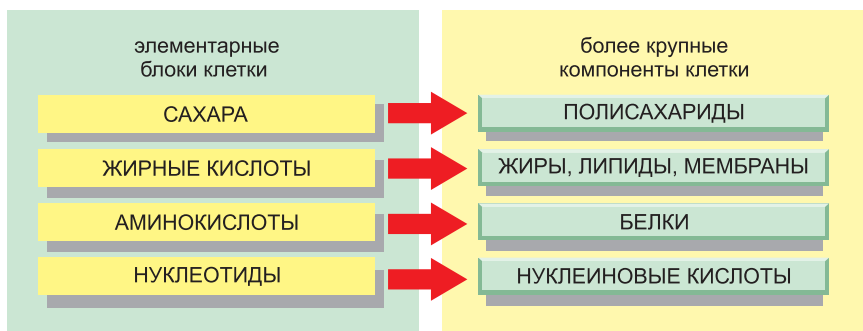 элементарные
блоки клетки
более крупные
компоненты клетки
САХАРА
ПОЛИСАХАРИДЫ
ЖИРНЫЕ КИСЛОТЫ
ЖИРЫ, ЛИПИДЫ, МЕМБРАНЫ
АМИНОКИСЛОТЫ
БЕЛКИ
НУКЛЕОТИДЫ
НУКЛЕИНОВЫЕ КИСЛОТЫ